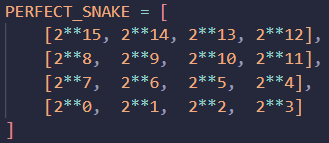 PERFECT_SNAKE = [
[2**15, 2**14, 2**13, 2**12],
[2**8, 2**9, 2**10, 2**11],
[2**7, 2**6, 2**5, 2**4],
[2**0, 2**1, 2**2, 2**3]
]